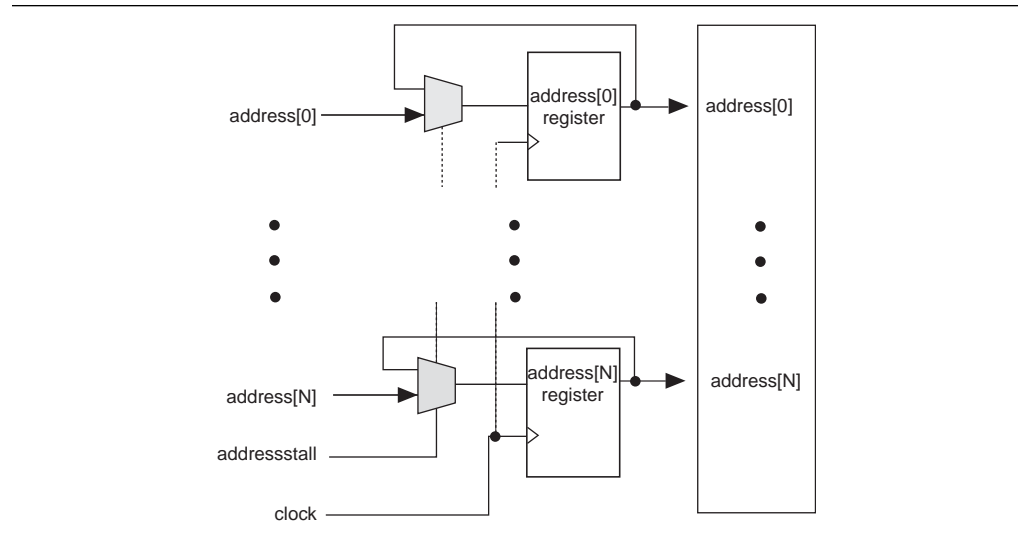 address[0]
address[0]
register
address[0]
address[N]
address[N]
register
address[N]
addressstall
clock